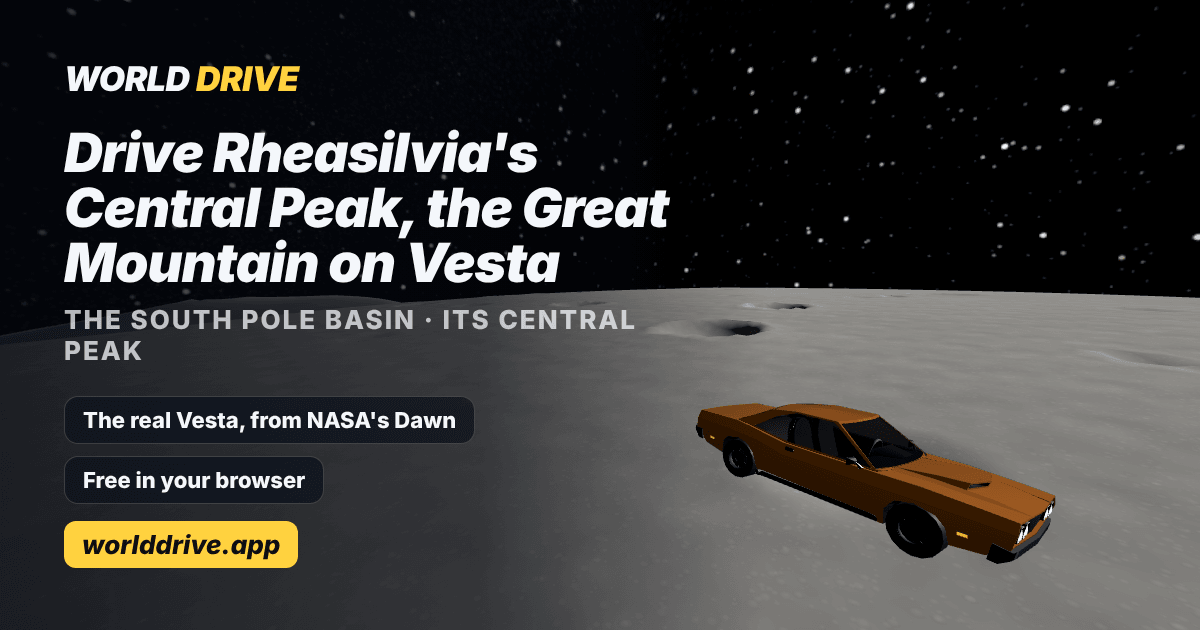 WORLD DRIVE
Drive Rheasilvia's
Central Peak, the Great
Mountain on Vesta
THE SOUTH POLE BASIN · ITS CENTRAL
PEAK
The real Vesta, from NASA's Dawn
Free in your browser
worlddrive.app